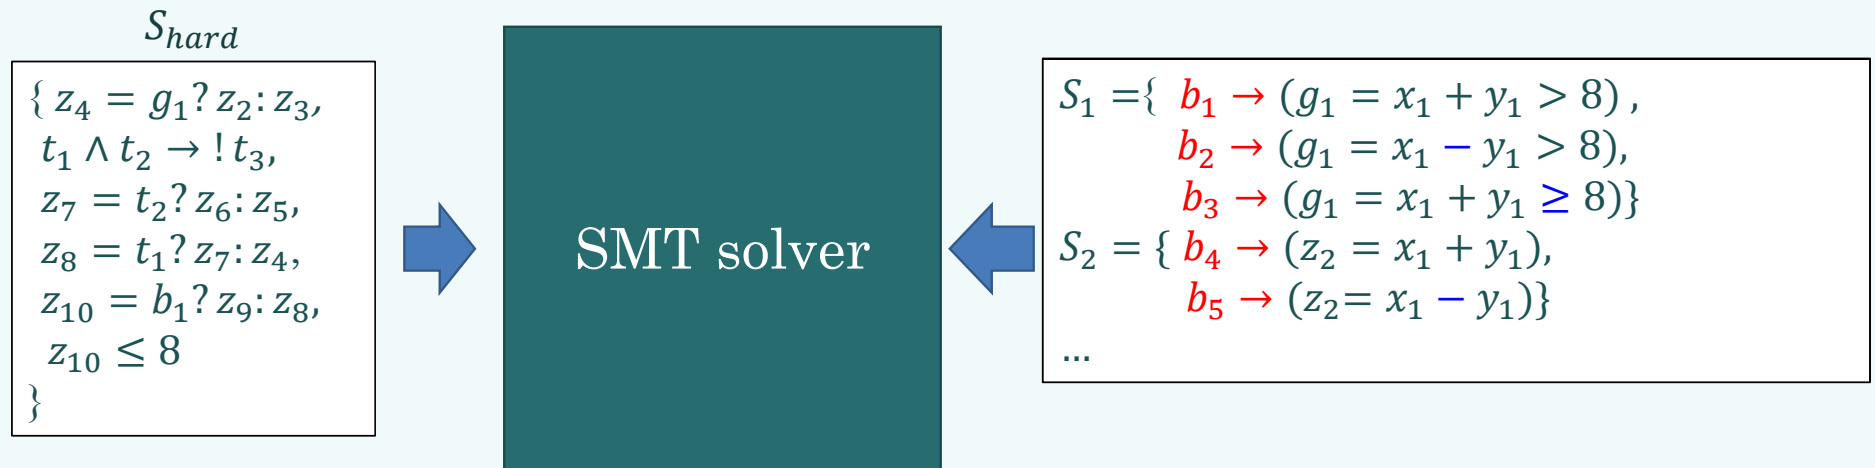 S_hard
{ z₄ = g₁? z₂: z₃,
t₁ ∧ t₂ → ! t₃,
z₇ = t₂? z₆: z₅,
z₈ = t₁? z₇: z₄,
z₁₀ = b₁? z₉: z₈,
z₁₀ ≤ 8
}
SMT solver
S₁ ={ b₁ → (g₁ = x₁ + y₁ > 8) ,
b₂ → (g₁ = x₁ − y₁ > 8),
b₃ → (g₁ = x₁ + y₁ ≥ 8)}
S₂ = { b₄ → (z₂ = x₁ + y₁),
b₅ → (z₂= x₁ − y₁)}
...